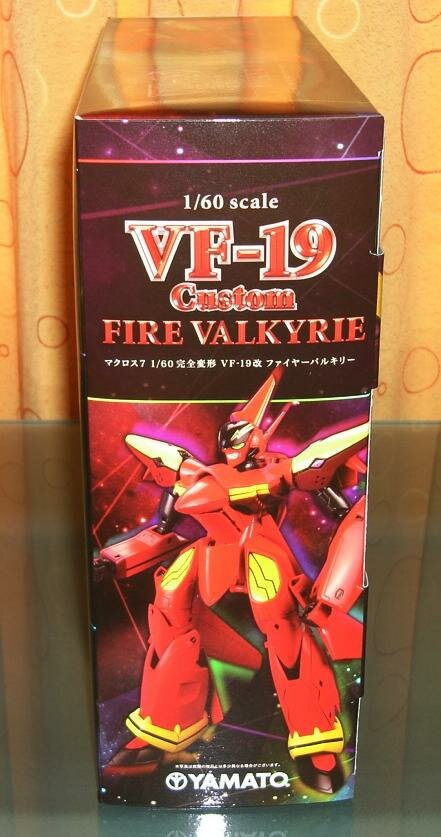 1/60 scale
VF-19
Custom
FIRE VALKYRIE
マクロス7 1/60 完全変形 VF-19改 ファイヤーバルキリー
YAMATO